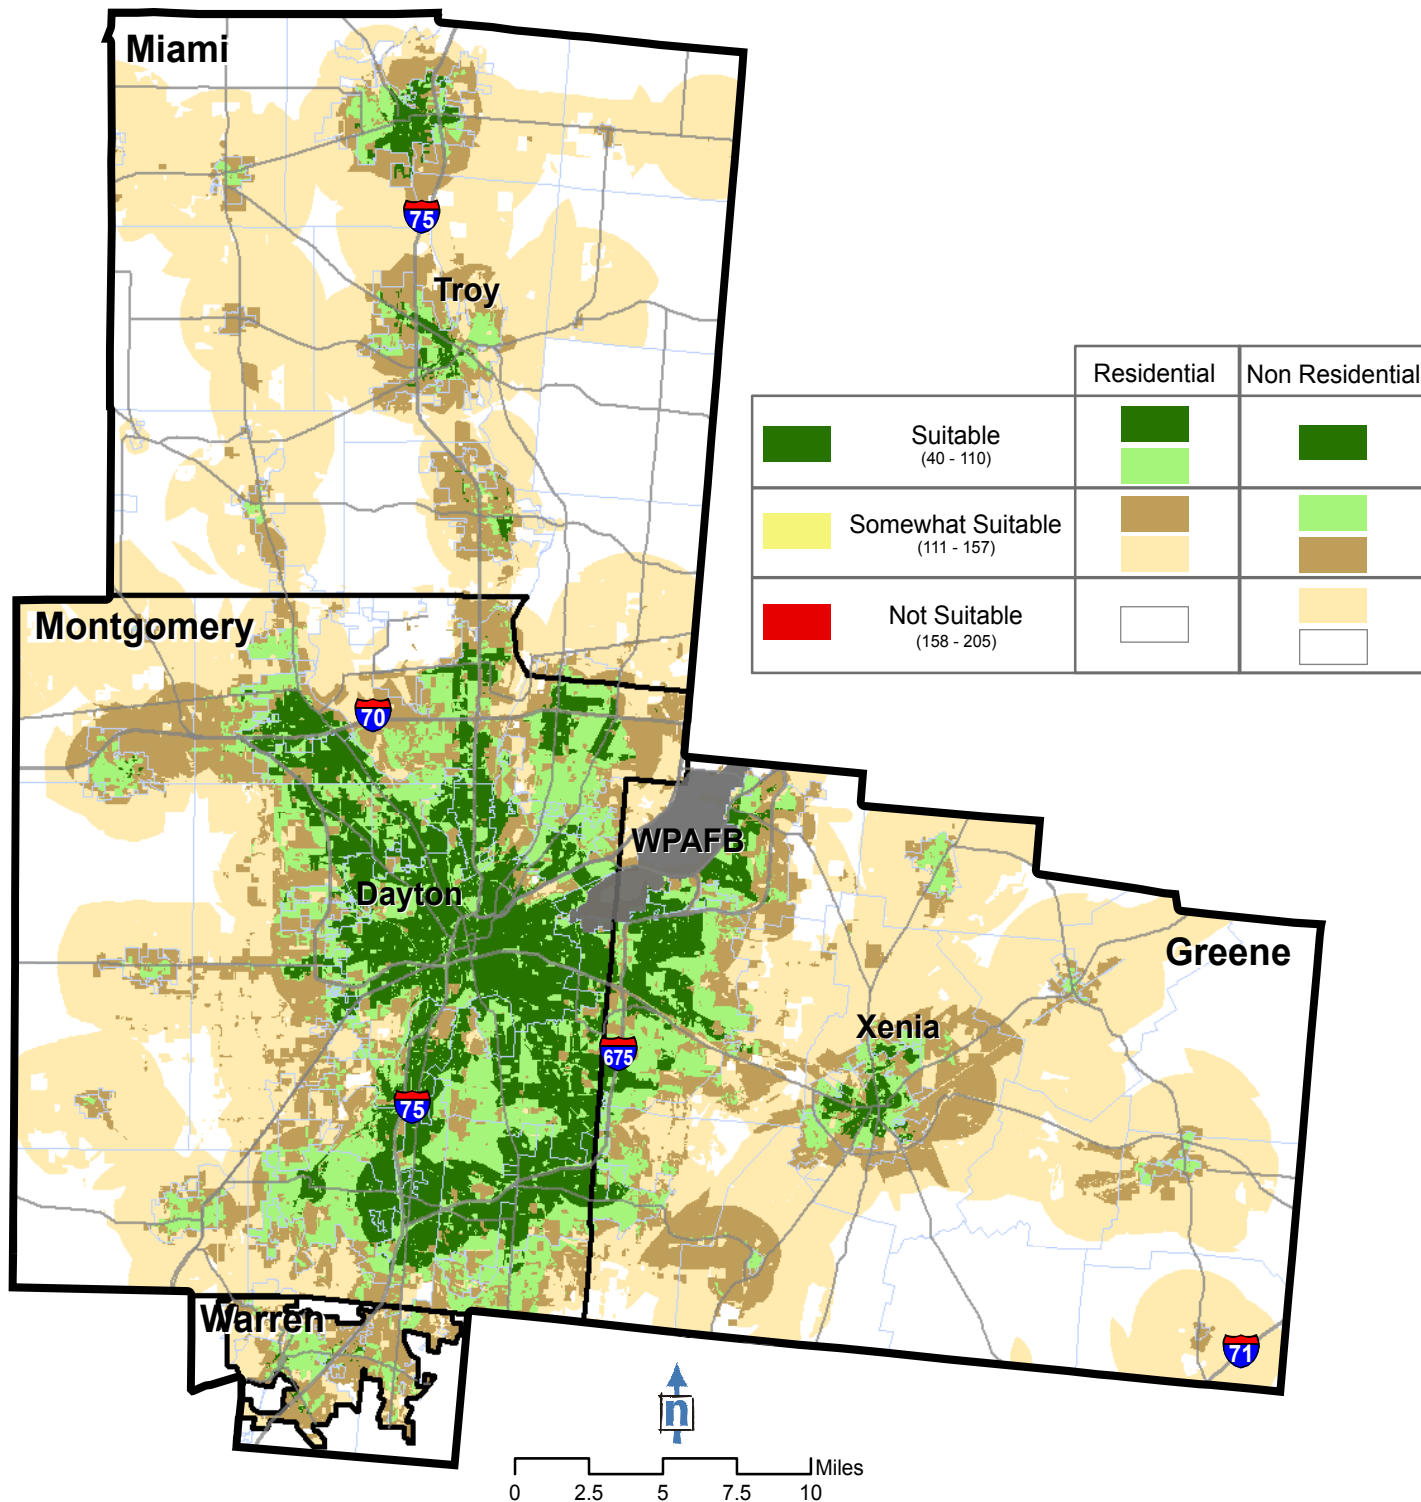 Miami
75
Troy
Residential
Non Residential
Suitable
(40 - 110)
Somewhat Suitable
(111 - 157)
Not Suitable
(158 - 205)
Montgomery
70
WPAFB
Dayton
Greene
Xenia
675
75
Warren
71
n
Miles
0 2.5 5 7.5 10